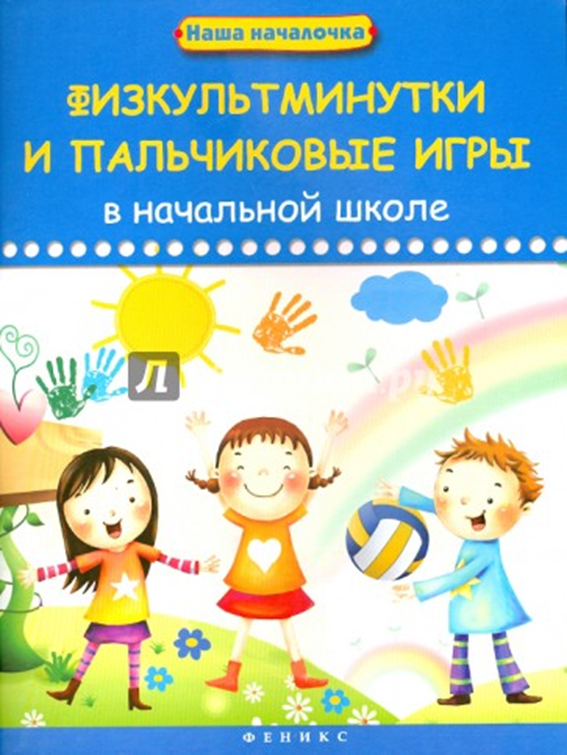 Наша началочка
ФИЗКУЛЬТМИНУТКИ
И ПАЛЬЧИКОВЫЕ ИГРЫ
в начальной школе
Л
ФЕНИКС